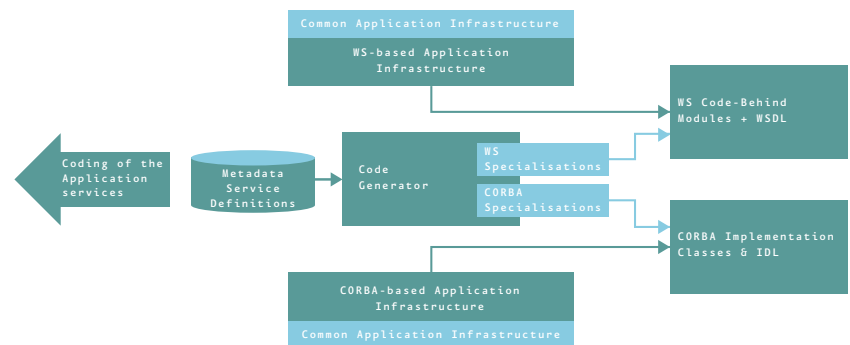 Common Application Infrastructure
WS-based Application
Infrastructure
WS Code-Behind
Modules + WSDL
Coding of the
Application
services
Metadada
Service
Definitions
Code
Generator
WS
Specialisations
CORBA
Specialisations
CORBA Implementation
Classes & IDL
CORBA-based Application
Infrastructure
Common Application Infrastructure